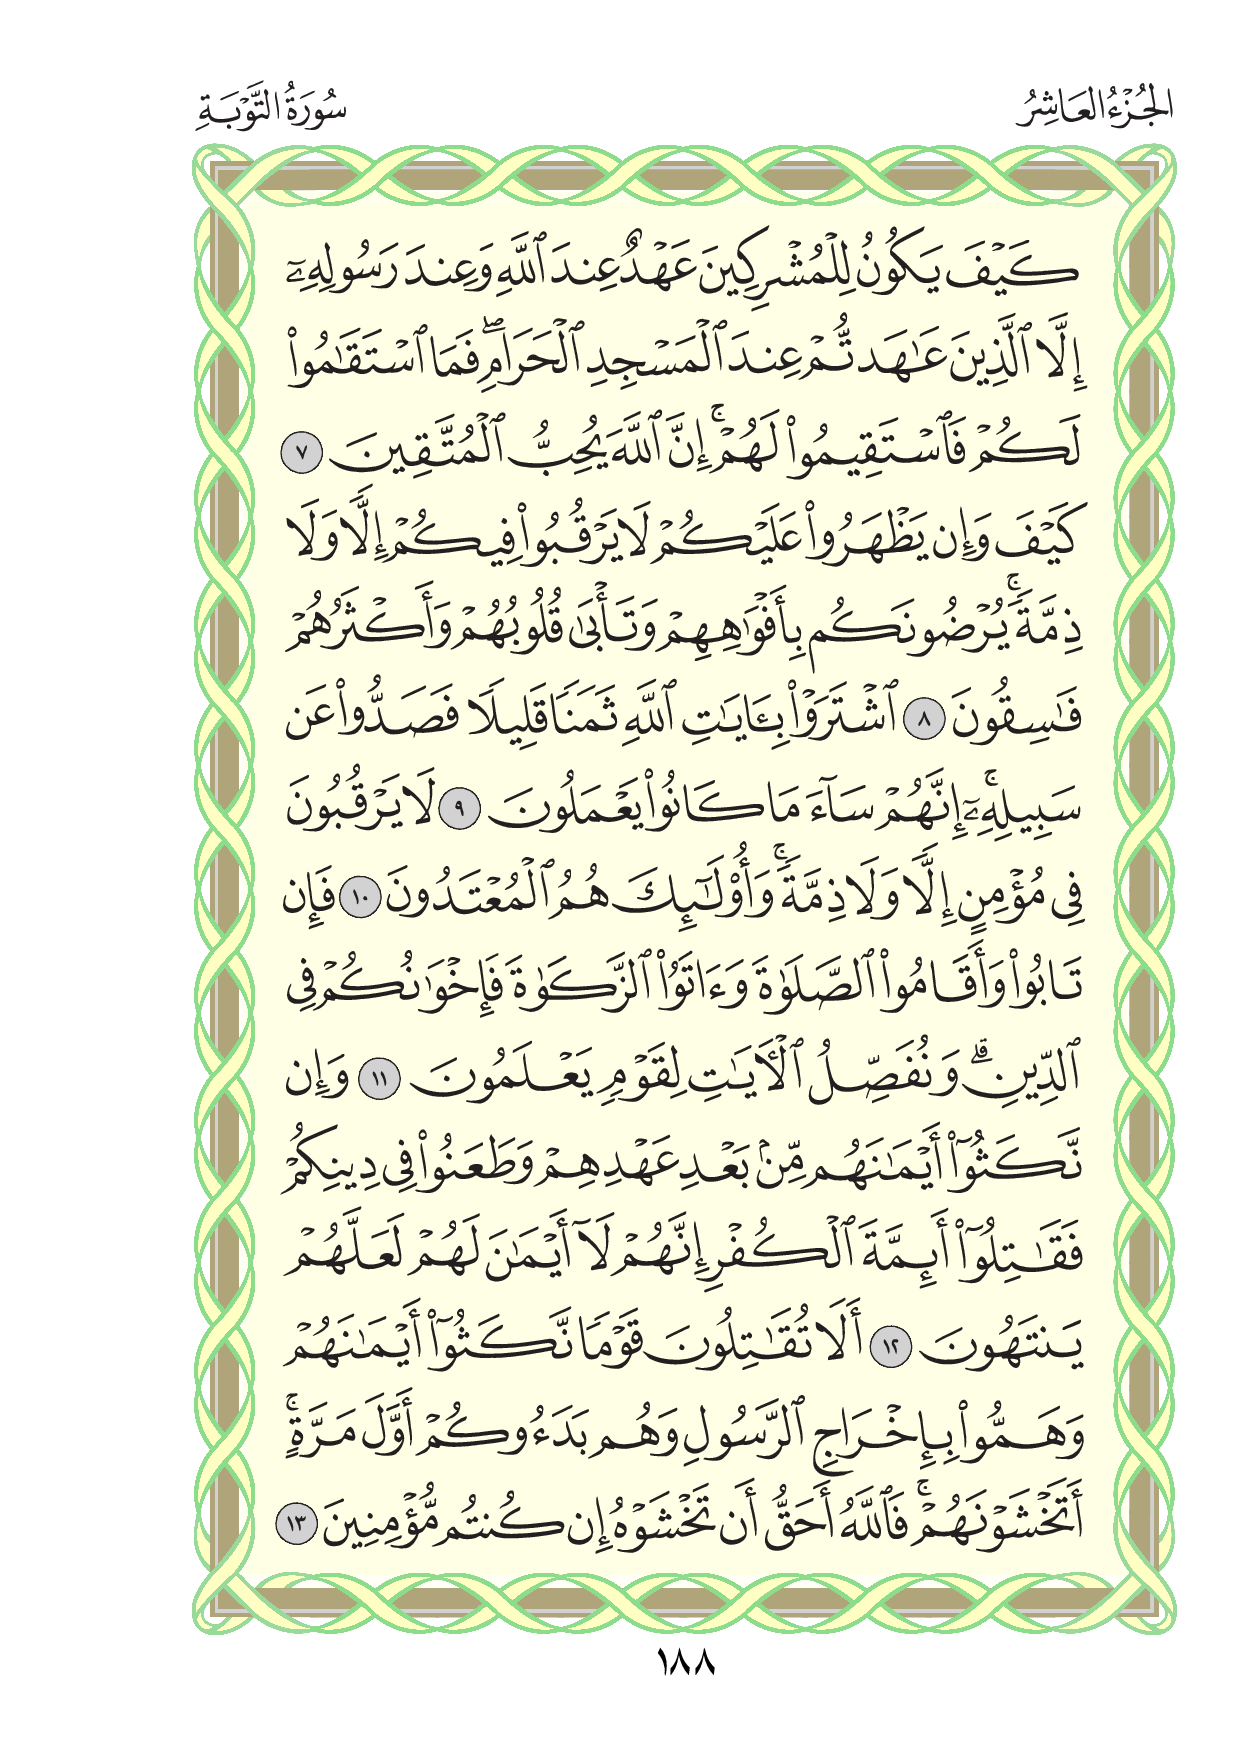 الجُزْءُ العَاشِرُ
سُورَةُ التَّوْبَةِ
كَيۡفَ يَكُونُ لِلۡمُشۡرِكِينَ عَهۡدٌ عِندَ ٱللَّهِ وَعِندَ رَسُولِهِۦٓ
إِلَّا ٱلَّذِينَ عَٰهَدتُّمۡ عِندَ ٱلۡمَسۡجِدِ ٱلۡحَرَامِۖ فَمَا ٱسۡتَقَٰمُواْ
لَكُمۡ فَٱسۡتَقِيمُواْ لَهُمۡۚ إِنَّ ٱللَّهَ يُحِبُّ ٱلۡمُتَّقِينَ ٧
كَيۡفَ وَإِن يَظۡهَرُواْ عَلَيۡكُمۡ لَا يَرۡقُبُواْ فِيكُمۡ إِلّٗا وَلَا
ذِمَّةٗۚ يُرۡضُونَكُم بِأَفۡوَٰهِهِمۡ وَتَأۡبَىٰ قُلُوبُهُمۡ وَأَكۡثَرُهُمۡ
فَٰسِقُونَ ٨ ٱشۡتَرَوۡاْ بِـَٔايَٰتِ ٱللَّهِ ثَمَنٗا قَلِيلٗا فَصَدُّواْ عَن
سَبِيلِهِۦٓۚ إِنَّهُمۡ سَآءَ مَا كَانُواْ يَعۡمَلُونَ ٩ لَا يَرۡقُبُونَ
فِي مُؤۡمِنٍ إِلّٗا وَلَا ذِمَّةٗۚ وَأُوْلَٰٓئِكَ هُمُ ٱلۡمُعۡتَدُونَ ١٠ فَإِن
تَابُواْ وَأَقَامُواْ ٱلصَّلَوٰةَ وَءَاتَوُاْ ٱلزَّكَوٰةَ فَإِخۡوَٰنُكُمۡ فِي
ٱلدِّينِۗ وَنُفَصِّلُ ٱلۡأٓيَٰتِ لِقَوۡمٖ يَعۡلَمُونَ ١١ وَإِن
نَّكَثُوٓاْ أَيۡمَٰنَهُم مِّنۢ بَعۡدِ عَهۡدِهِمۡ وَطَعَنُواْ فِي دِينِكُمۡ
فَقَٰتِلُوٓاْ أَئِمَّةَ ٱلۡكُفۡرِ إِنَّهُمۡ لَآ أَيۡمَٰنَ لَهُمۡ لَعَلَّهُمۡ
يَنتَهُونَ ١٢ أَلَا تُقَٰتِلُونَ قَوۡمٗا نَّكَثُوٓاْ أَيۡمَٰنَهُمۡ
وَهَمُّواْ بِإِخۡرَاجِ ٱلرَّسُولِ وَهُم بَدَءُوكُمۡ أَوَّلَ مَرَّةٍۚ
أَتَخۡشَوۡنَهُمۡۚ فَٱللَّهُ أَحَقُّ أَن تَخۡشَوۡهُ إِن كُنتُم مُّؤۡمِنِينَ ١٣
١٨٨